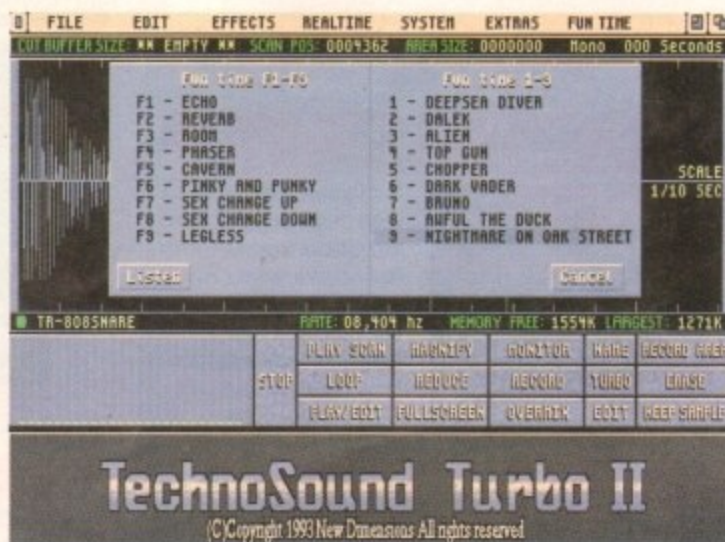 FILE EDIT EFFECTS REALTIME SYSTEM EXTRAS FUN TIME
CUT BUFFER SIZE: ** EMPTY ** SCAN POS: 0004362 AREA SIZE: 0000000 Mono 000 Seconds
Fun time F1-F9
F1 - ECHO
F2 - REVERB
F3 - ROOM
F4 - PHASER
F5 - CAVERN
F6 - PINKY AND PUNKY
F7 - SEX CHANGE UP
F8 - SEX CHANGE DOWN
F9 - LEGLESS
Listen
Fun time 1-9
1 - DEEPSEA DIVER
2 - DALEK
3 - ALIEN
4 - TOP GUN
5 - CHOPPER
6 - DARK VADER
7 - BRUNO
8 - AWFUL THE DUCK
9 - NIGHTMARE ON OAK STREET
Cancel
SCALE
1/10 SEC
TR-808SNARE RATE: 08,404 hz MEMORY FREE: 1554K LARGEST: 1271K
STOP
PLAY SCAN MAGNIFY MONITOR NAME RECORD AREA
LOOP REDUCE RECORD TURBO ERASE
PLAY/EDIT FULLSCREEN OVERMIX EDIT KEEP SAMPLE
TechnoSound Turbo II
(C)Copyright 1993 New Dimensions All rights reserved